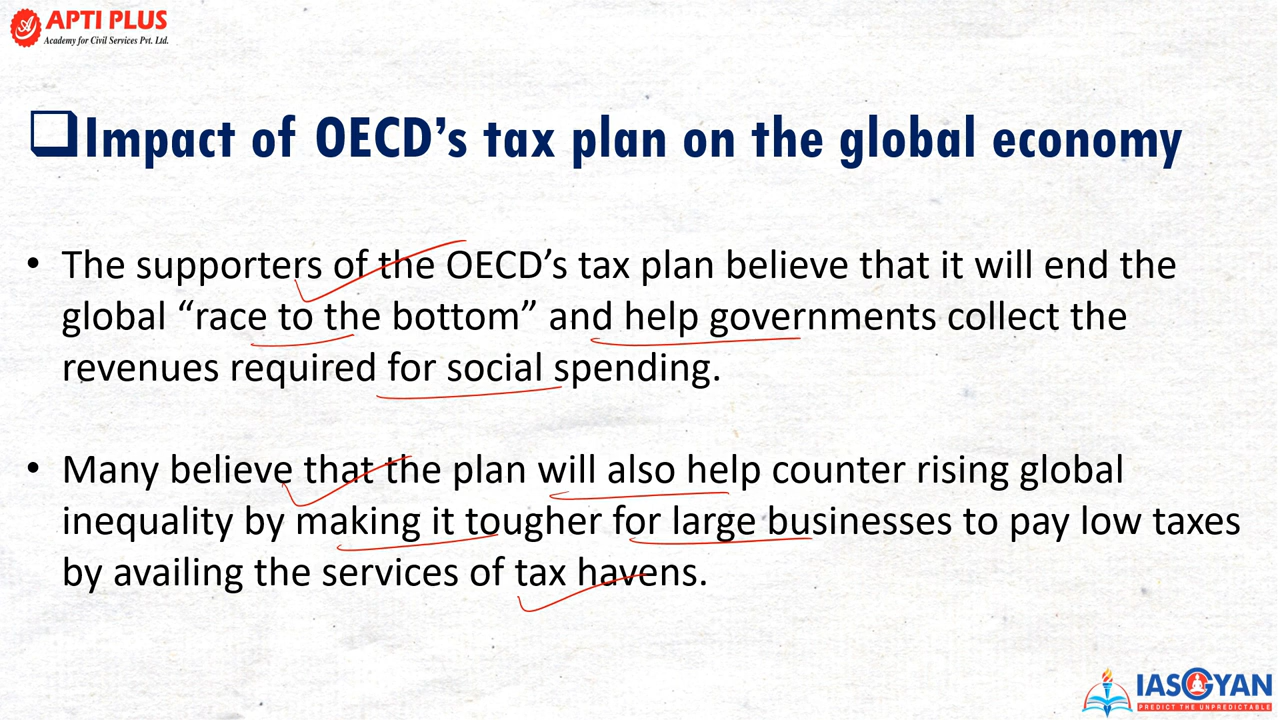 APTI PLUS
Academy for Civil Services Pvt. Ltd.
Impact of OECD’s tax plan on the global economy
• The supporters of the OECD’s tax plan believe that it will end the
global “race to the bottom” and help governments collect the
revenues required for social spending.
• Many believe that the plan will also help counter rising global
inequality by making it tougher for large businesses to pay low taxes
by availing the services of tax havens.
IASGYAN
PREDICT THE UNPREDICTABLE